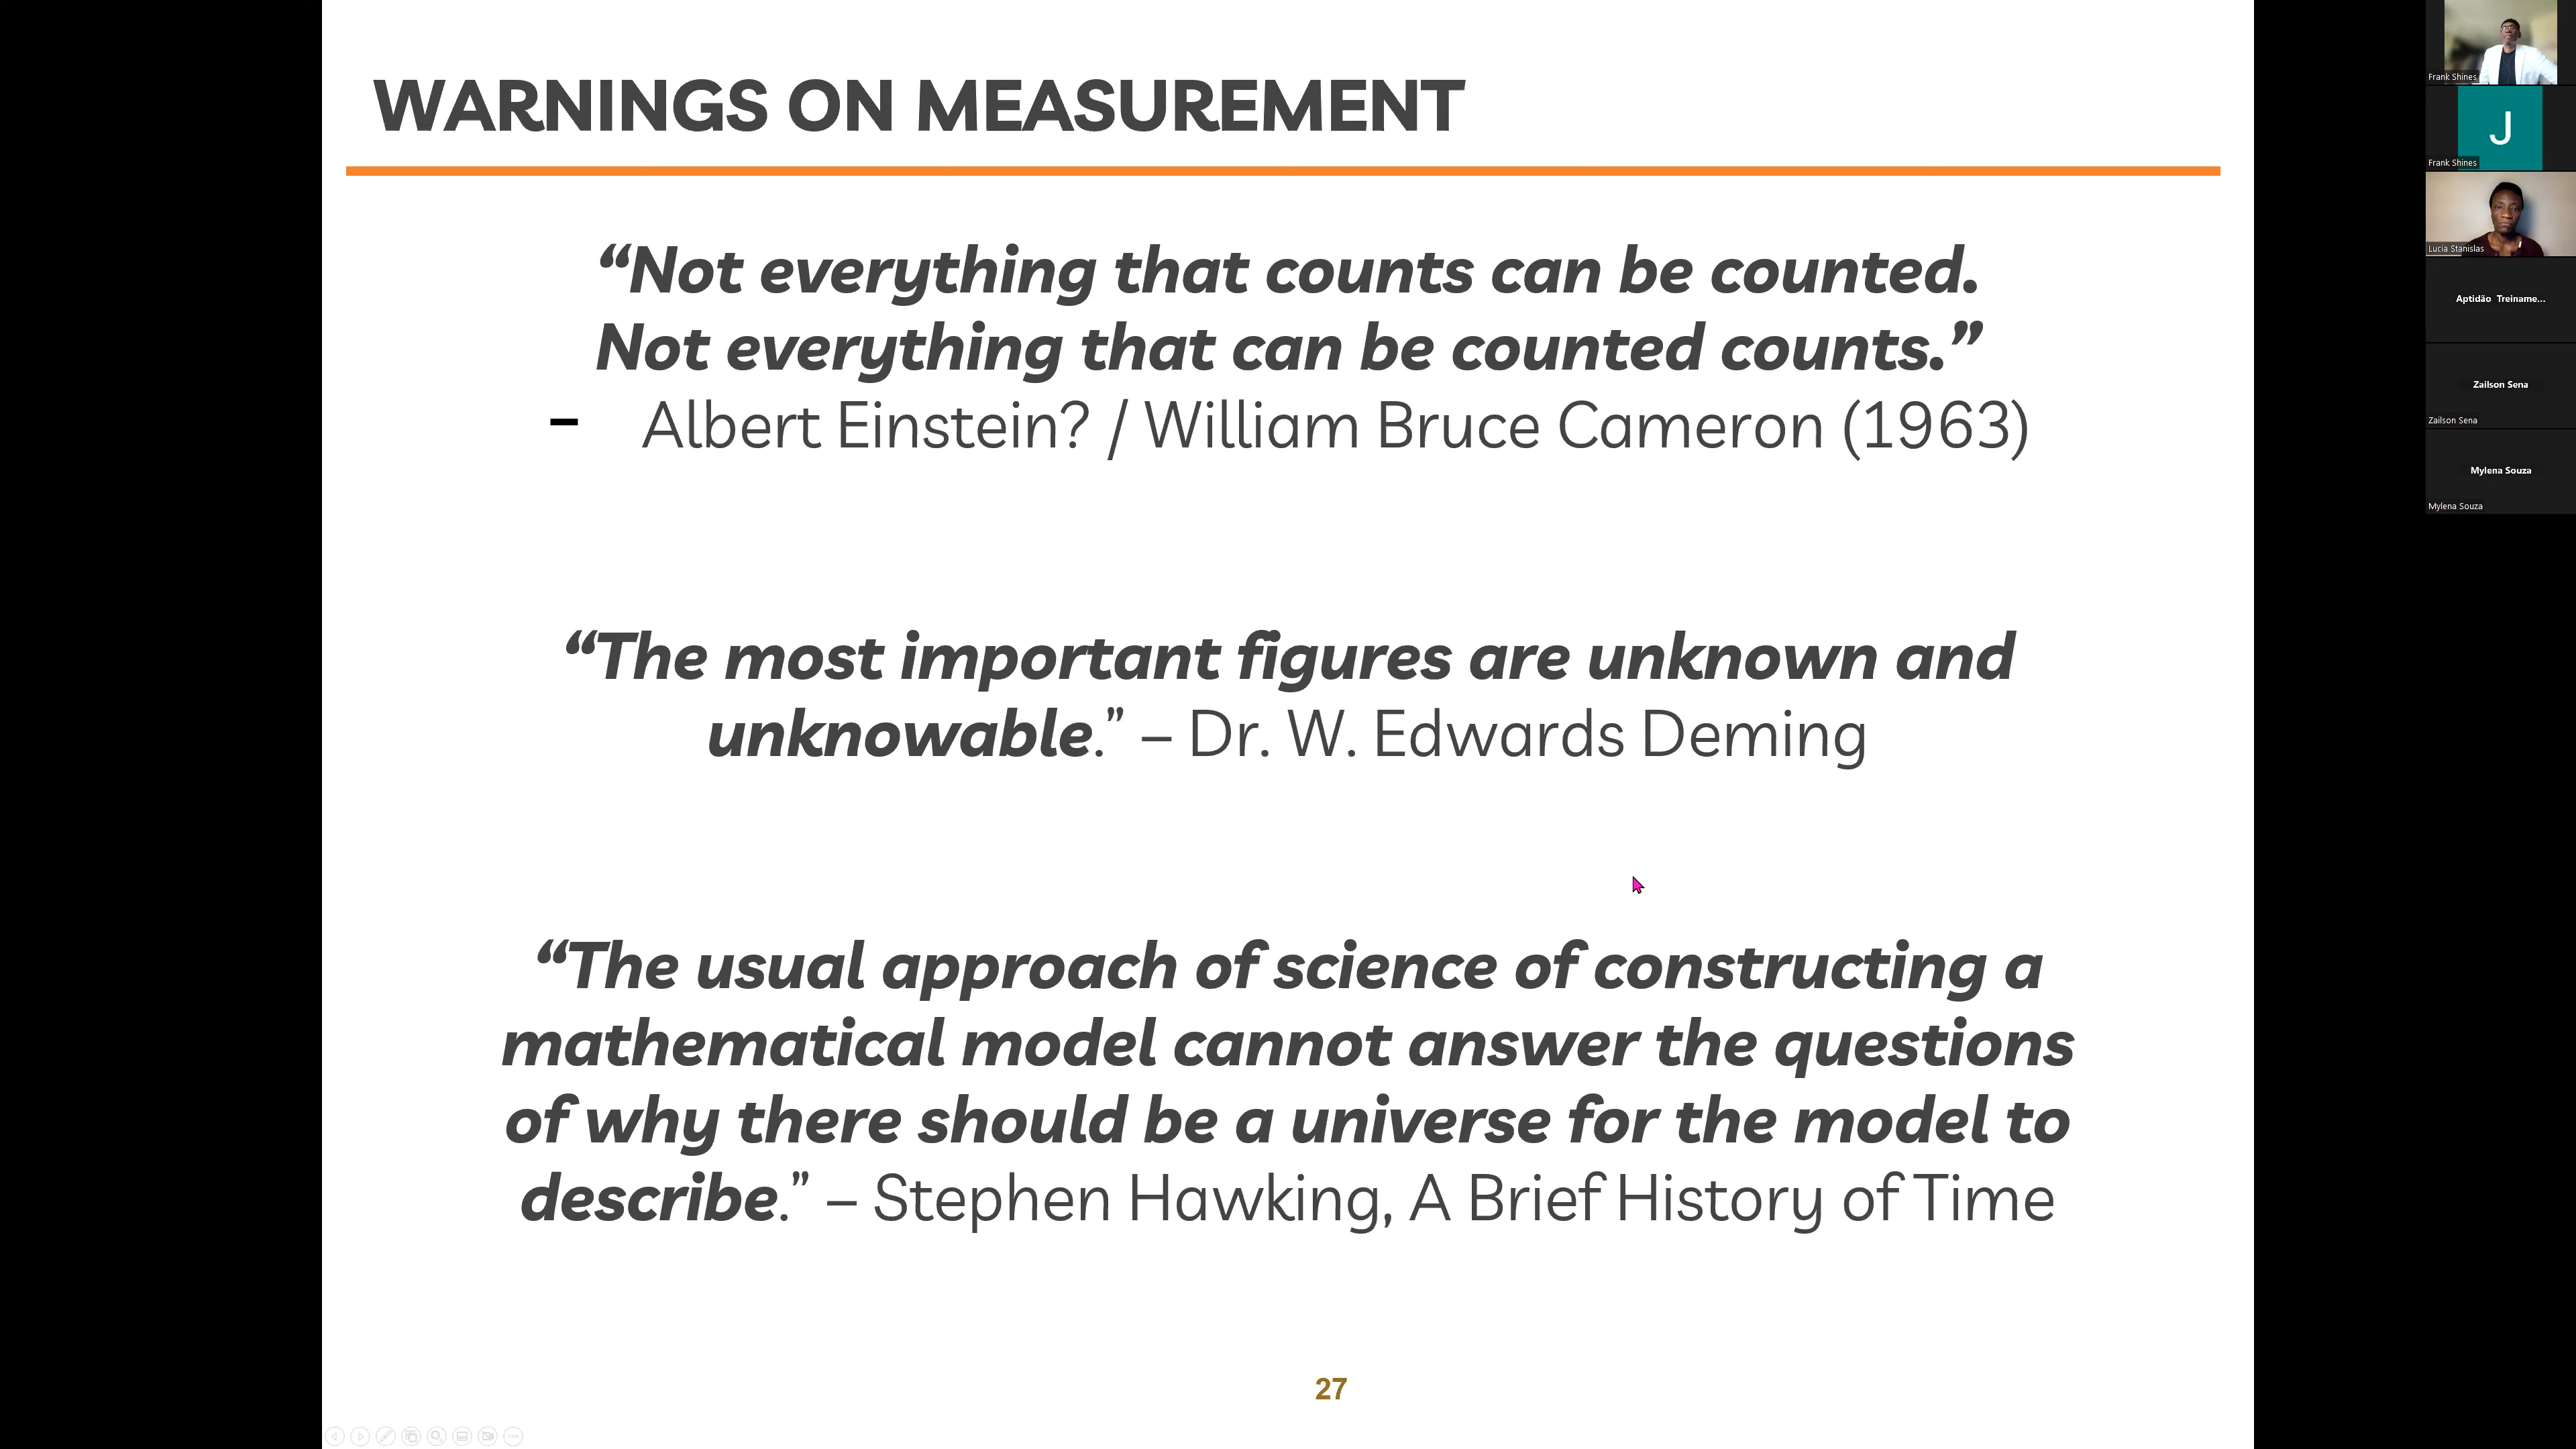 WARNINGS ON MEASUREMENT
“Not everything that counts can be counted.
Not everything that can be counted counts.”
- Albert Einstein? / William Bruce Cameron (1963)
“The most important figures are unknown and
unknowable.” – Dr. W. Edwards Deming
“The usual approach of science of constructing a
mathematical model cannot answer the questions
of why there should be a universe for the model to
describe.” – Stephen Hawking, A Brief History of Time
27
Frank Shines
J
Frank Shines
Lucia Stanislas
Aptidão Treiname...
Zailson Sena
Zailson Sena
Mylena Souza
Mylena Souza